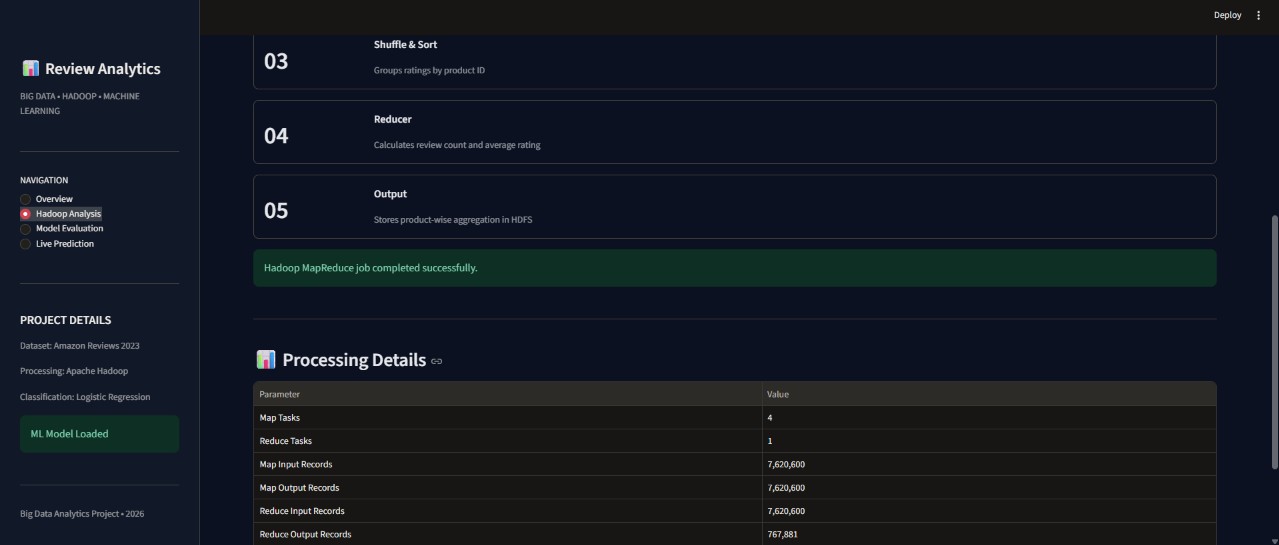 Deploy
Review Analytics
BIG DATA • HADOOP • MACHINE
LEARNING
NAVIGATION
Overview
Hadoop Analysis
Model Evaluation
Live Prediction
PROJECT DETAILS
Dataset: Amazon Reviews 2023
Processing: Apache Hadoop
Classification: Logistic Regression
ML Model Loaded
Big Data Analytics Project • 2026
03
Shuffle & Sort
Groups ratings by product ID
04
Reducer
Calculates review count and average rating
05
Output
Stores product-wise aggregation in HDFS
Hadoop MapReduce job completed successfully.
Processing Details
Parameter Value
Map Tasks 4
Reduce Tasks 1
Map Input Records 7,620,600
Map Output Records 7,620,600
Reduce Input Records 7,620,600
Reduce Output Records 767,881